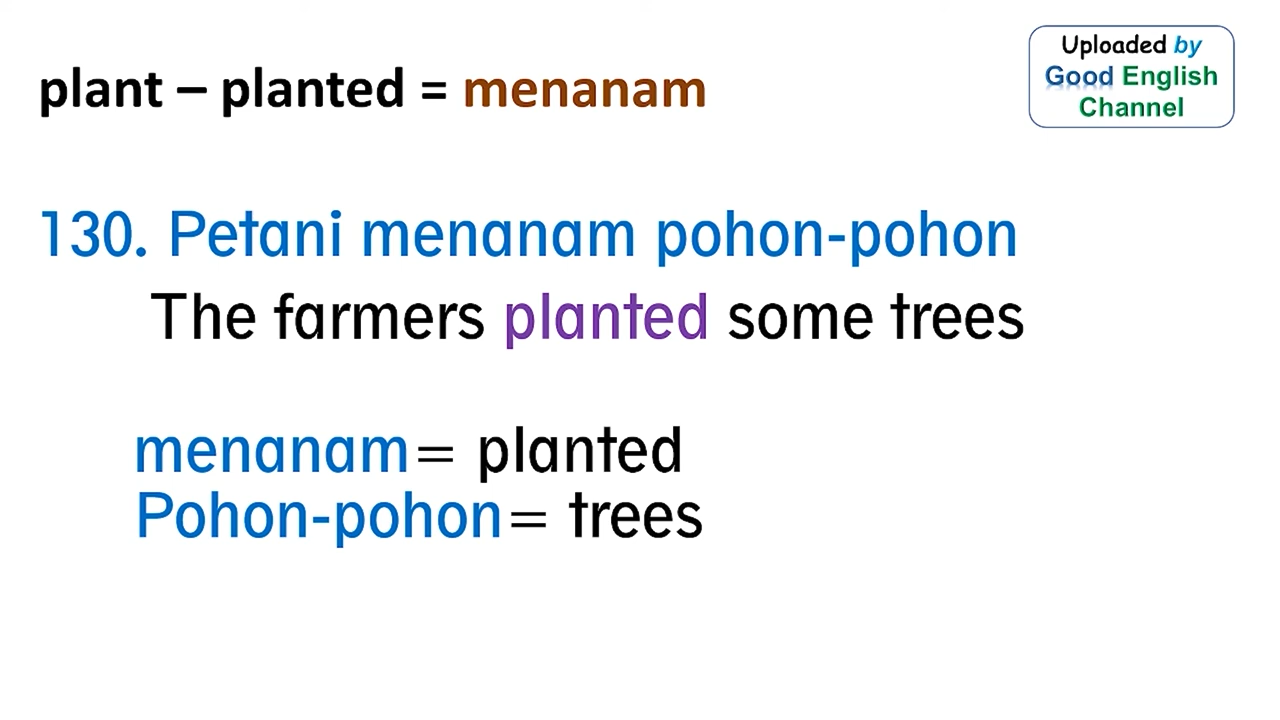 Uploaded by
Good English
Channel
plant – planted = menanam
130. Petani menanam pohon-pohon
The farmers planted some trees
menanam= planted
Pohon-pohon= trees